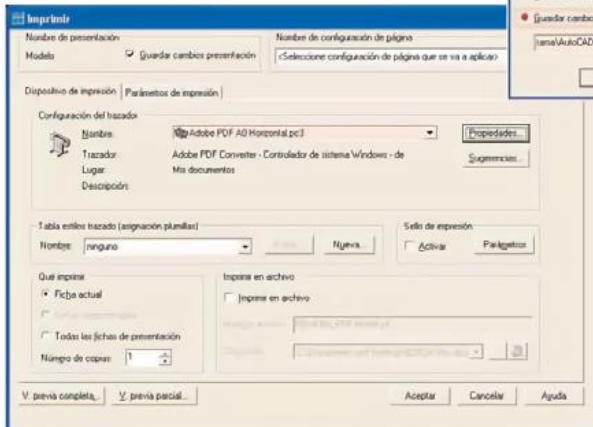 Imprimir
Nombre de presentación
Modelo
Guardar cambios presentación
Nombre de configuración de página
<Seleccione configuración de página que se va a aplicar>
Guardar cambio
rama\AutoCAD
Dispositivo de impresión
Parámetros de impresión
Configuración del trazador
Nombre:
Adobe PDF A0 Horizontal.pc3
Propiedades...
Trazador
Adobe PDF Converter - Controlador de sistema Windows - de
Sugerencias...
Lugar
Mis documentos
Descripción:
Tabla estilos trazado (asignación plumillas)
Nombre:
ninguno
Nueva...
Sello de impresión
Activar
Parámetros
Qué imprimir
Ficha actual
Todas las fichas de presentación
Número de copias:
1
Imprimir en archivo
Imprimir en archivo
V. previa completa...
V. previa parcial...
Aceptar
Cancelar
Ayuda